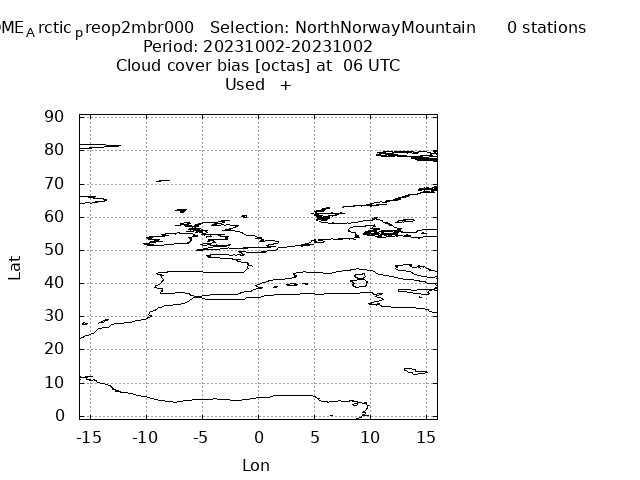 OME_Arctic_preop2mbr000 Selection: NorthNorwayMountain 0 stations
Period: 20231002-20231002
Cloud cover bias [octas] at 06 UTC
Used +
90
80
70
60
50
40
30
20
10
0
Lat
-15 -10 -5 0 5 10 15
Lon